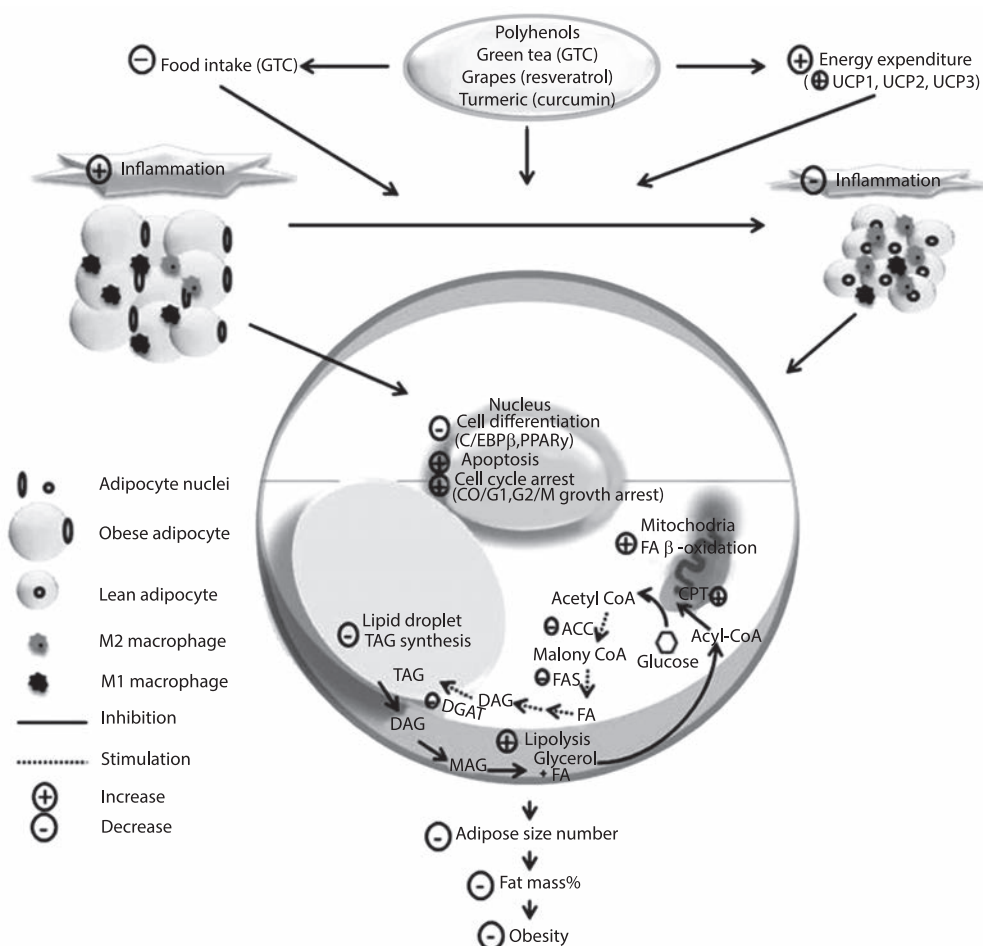 Polyhenols
Green tea (GTC)
Grapes (resveratrol)
Turmeric (curcumin)
- Food intake (GTC)
+ Energy expenditure
(+ UCP1, UCP2, UCP3)
+ Inflammation
- Inflammation
Nucleus
- Cell differentiation
(C/EBPβ,PPARy)
+ Apoptosis
+ Cell cycle arrest
(CO/G1,G2/M growth arrest)
+ Mitochodria
FA β-oxidation
CPT +
Acetyl CoA
- ACC
Malony CoA
- FAS
Glucose
Acyl-CoA
- Lipid droplet
TAG synthesis
TAG
- DGAT
DAG
FA
DAG
+ Lipolysis
MAG
Glycerol
+ FA
- Adipose size number
- Fat mass%
- Obesity
Adipocyte nuclei
Obese adipocyte
Lean adipocyte
M2 macrophage
M1 macrophage
Inhibition
Stimulation
+ Increase
- Decrease